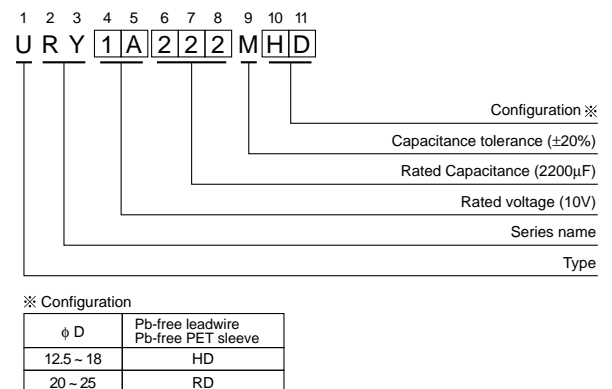 1 2 3 4 5 6 7 8 9 10 11
U R Y 1 A 2 2 2 M H D
Configuration ※
Capacitance tolerance (±20%)
Rated Capacitance (2200µF)
Rated voltage (10V)
Series name
Type
※ Configuration
ϕ D
Pb-free leadwire
Pb-free PET sleeve
12.5 ~ 18 HD
20 ~ 25 RD